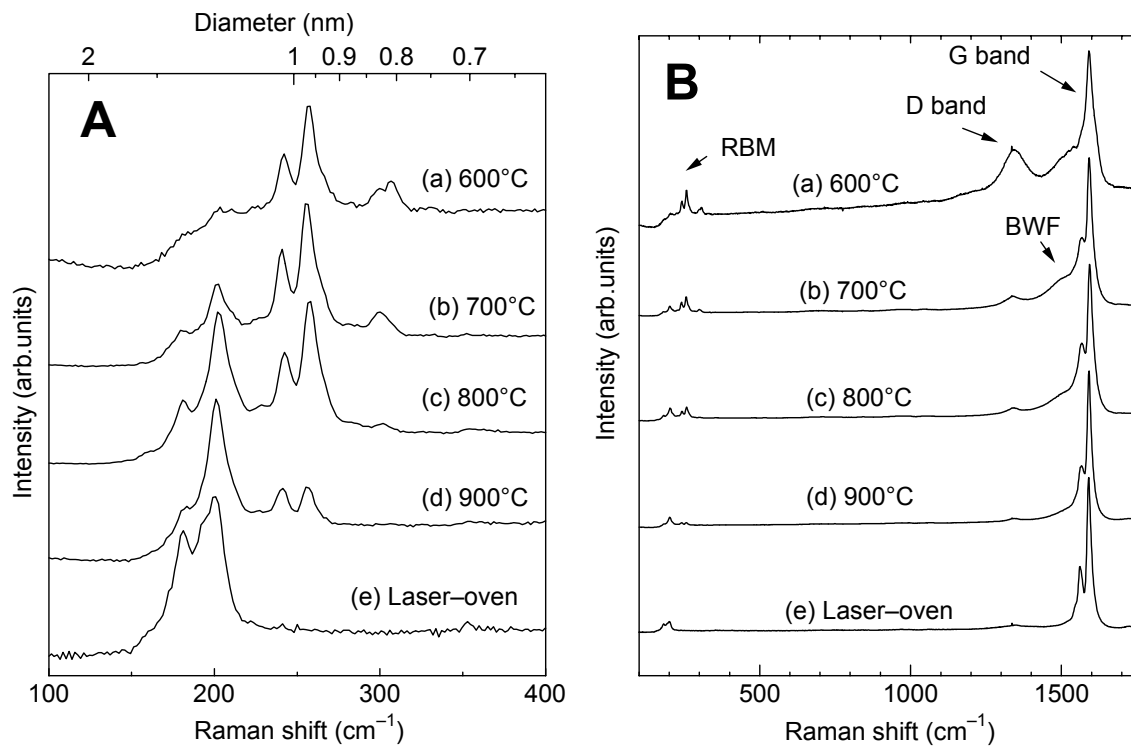 Diameter (nm)
2 1 0.9 0.8 0.7
A
(a) 600°C
(b) 700°C
(c) 800°C
(d) 900°C
(e) Laser–oven
Intensity (arb.units)
100 200 300 400
Raman shift (cm⁻¹)
B
G band
D band
RBM
(a) 600°C
BWF
(b) 700°C
(c) 800°C
(d) 900°C
(e) Laser–oven
Intensity (arb.units)
500 1000 1500
Raman shift (cm⁻¹)